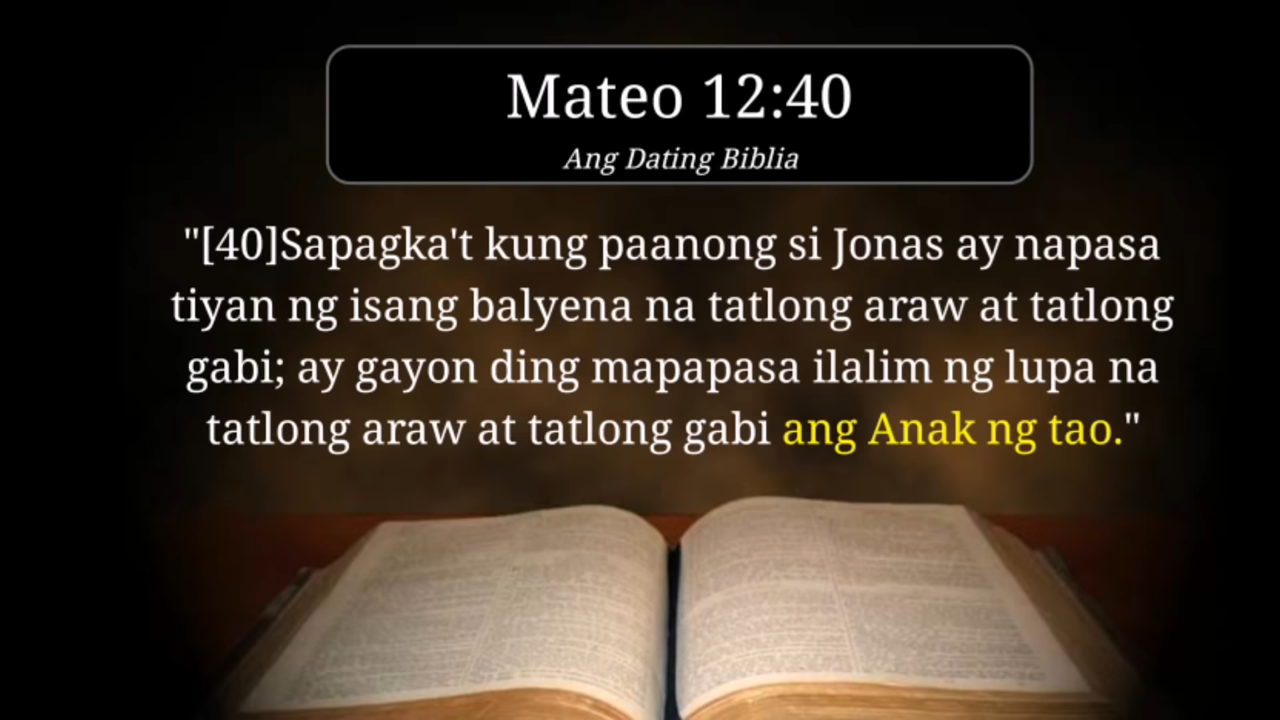 Mateo 12:40
Ang Dating Biblia
"[40]Sapagka't kung paanong si Jonas ay napasa
tiyan ng isang balyena na tatlong araw at tatlong
gabi; ay gayon ding mapapasa ilalim ng lupa na
tatlong araw at tatlong gabi ang Anak ng tao."